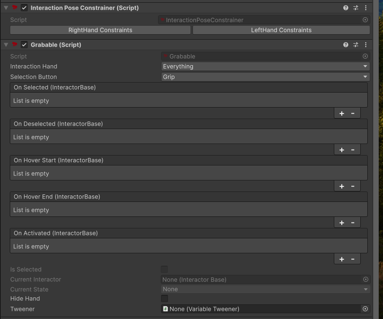 Interaction Pose Constrainer (Script)
Script InteractionPoseConstrainer
RightHand Constraints LeftHand Constraints
Grabable (Script)
Script Grabable
Interaction Hand Everything
Selection Button Grip
On Selected (InteractorBase)
List is empty
+ -
On Deselected (InteractorBase)
List is empty
+ -
On Hover Start (InteractorBase)
List is empty
+ -
On Hover End (InteractorBase)
List is empty
+ -
On Activated (InteractorBase)
List is empty
+ -
Is Selected
Current Interactor None (Interactor Base)
Current State None
Hide Hand
Tweener None (Variable Tweener)